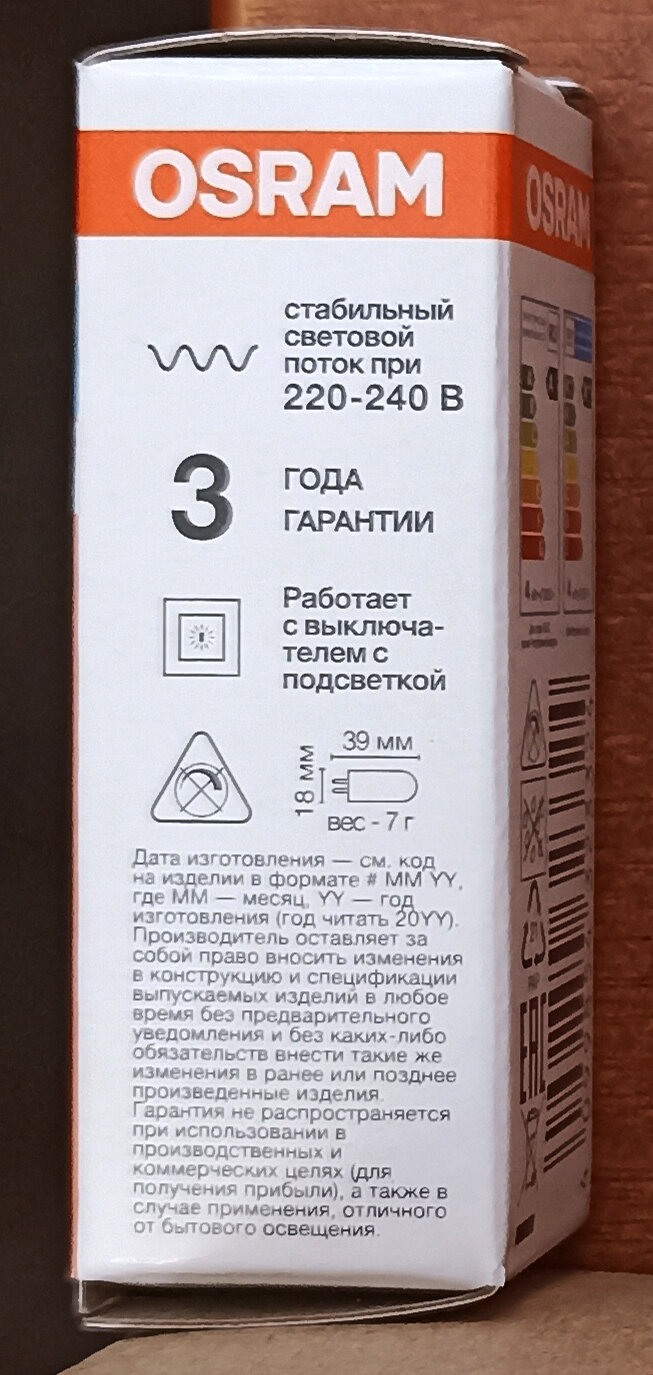 OSRAM
стабильный
световой
поток при
220-240 В
3
ГОДА
ГАРАНТИИ
Работает
с выключа-
телем с
подсветкой
39 мм
18 мм
вес - 7 г
Дата изготовления — см. код
на изделии в формате # ММ YY,
где ММ — месяц, YY — год
изготовления (год читать 20YY).
Производитель оставляет за
собой право вносить изменения
в конструкцию и спецификации
выпускаемых изделий в любое
время без предварительного
уведомления и без каких-либо
обязательств внести такие же
изменения в ранее или позднее
произведенные изделия.
Гарантия не распространяется
при использовании в
производственных и
коммерческих целях (для
получения прибыли), а также в
случае применения, отличного
от бытового освещения.
OSRAM
EAC